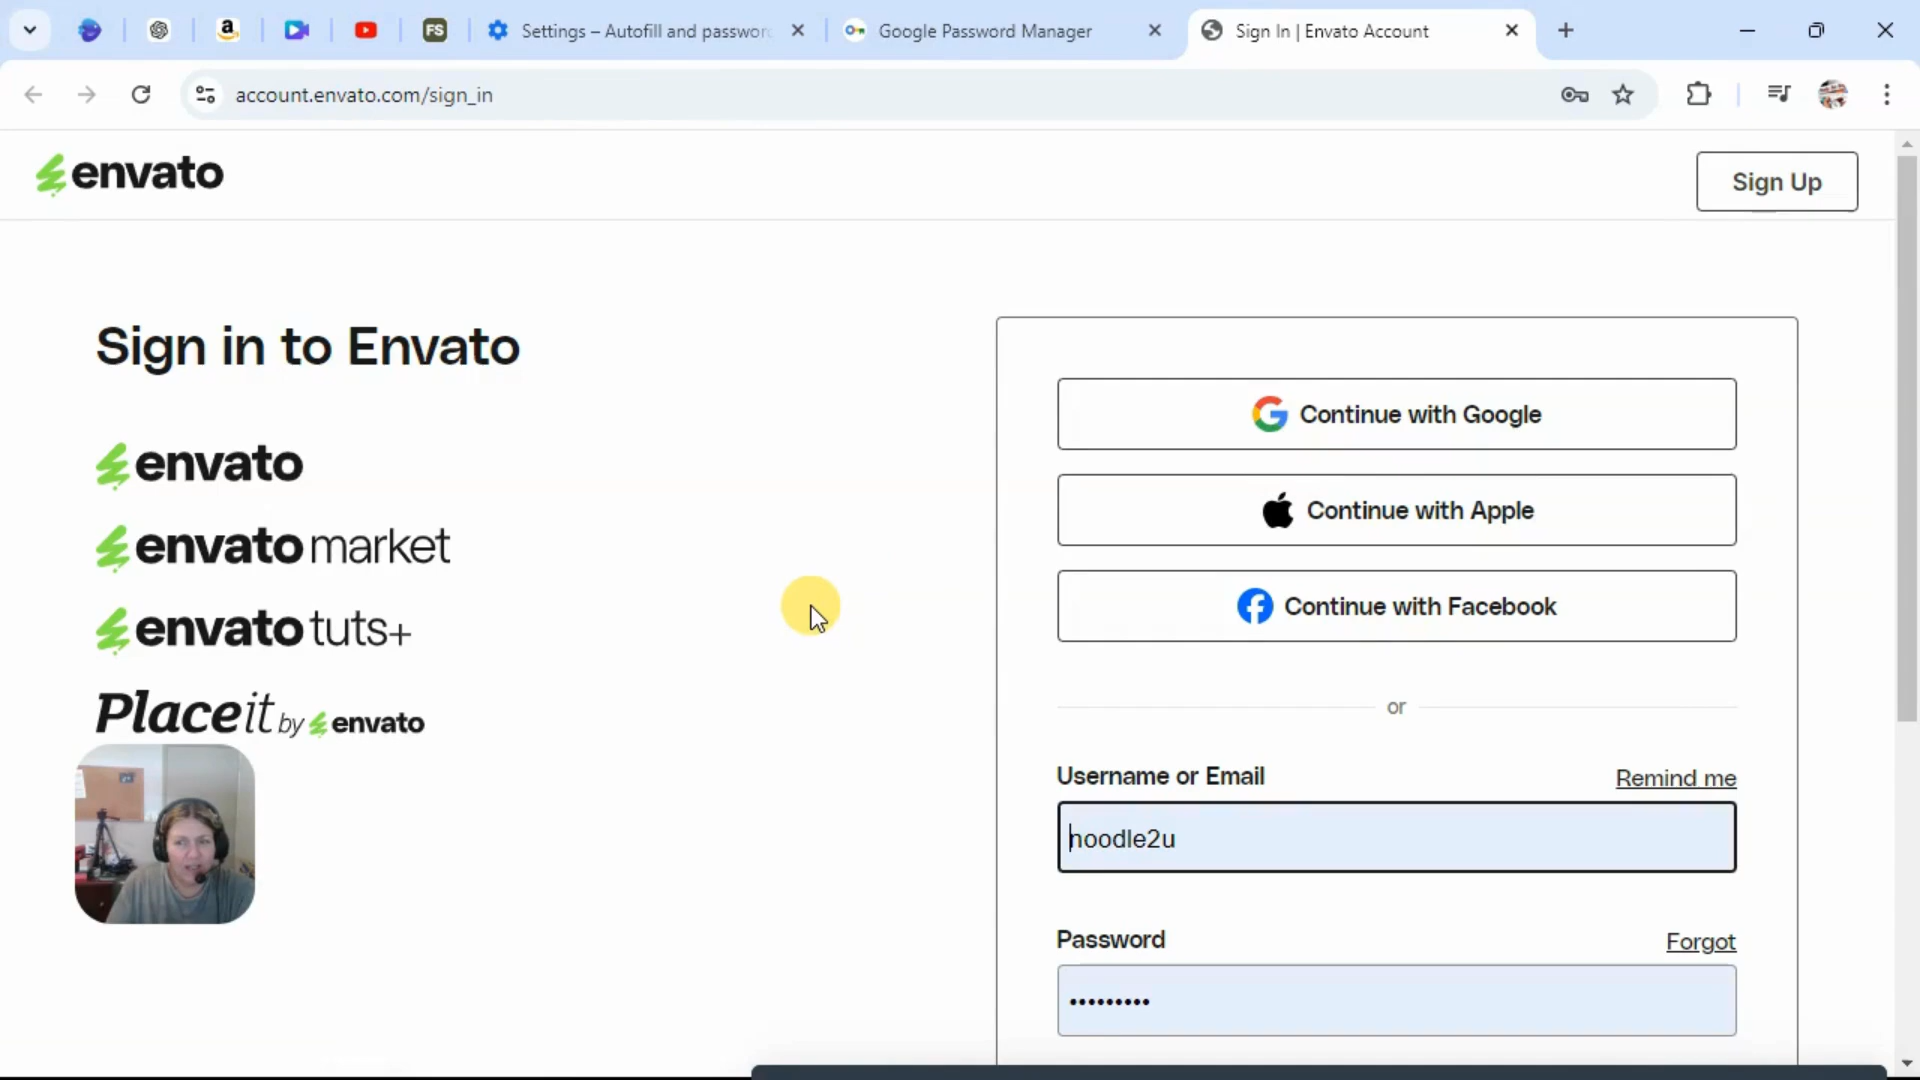 Settings – Autofill and passwor
Google Password Manager
Sign In | Envato Account
FS
account.envato.com/sign_in
envato
Sign Up
Sign in to Envato
envato
envato market
envato tuts+
Placeit by envato
Continue with Google
Continue with Apple
Continue with Facebook
or
Username or Email
Remind me
noodle2u
Password
Forgot
•••••••••